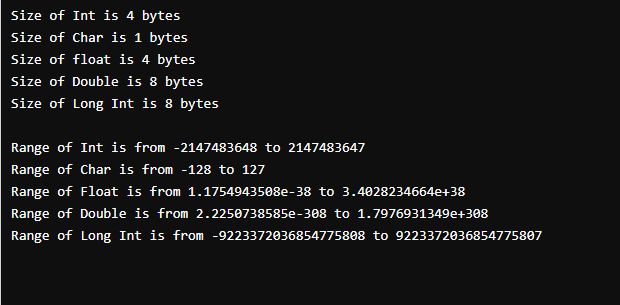 Size of Int is 4 bytes
Size of Char is 1 bytes
Size of float is 4 bytes
Size of Double is 8 bytes
Size of Long Int is 8 bytes
Range of Int is from -2147483648 to 2147483647
Range of Char is from -128 to 127
Range of Float is from 1.1754943508e-38 to 3.4028234664e+38
Range of Double is from 2.2250738585e-308 to 1.7976931349e+308
Range of Long Int is from -9223372036854775808 to 9223372036854775807